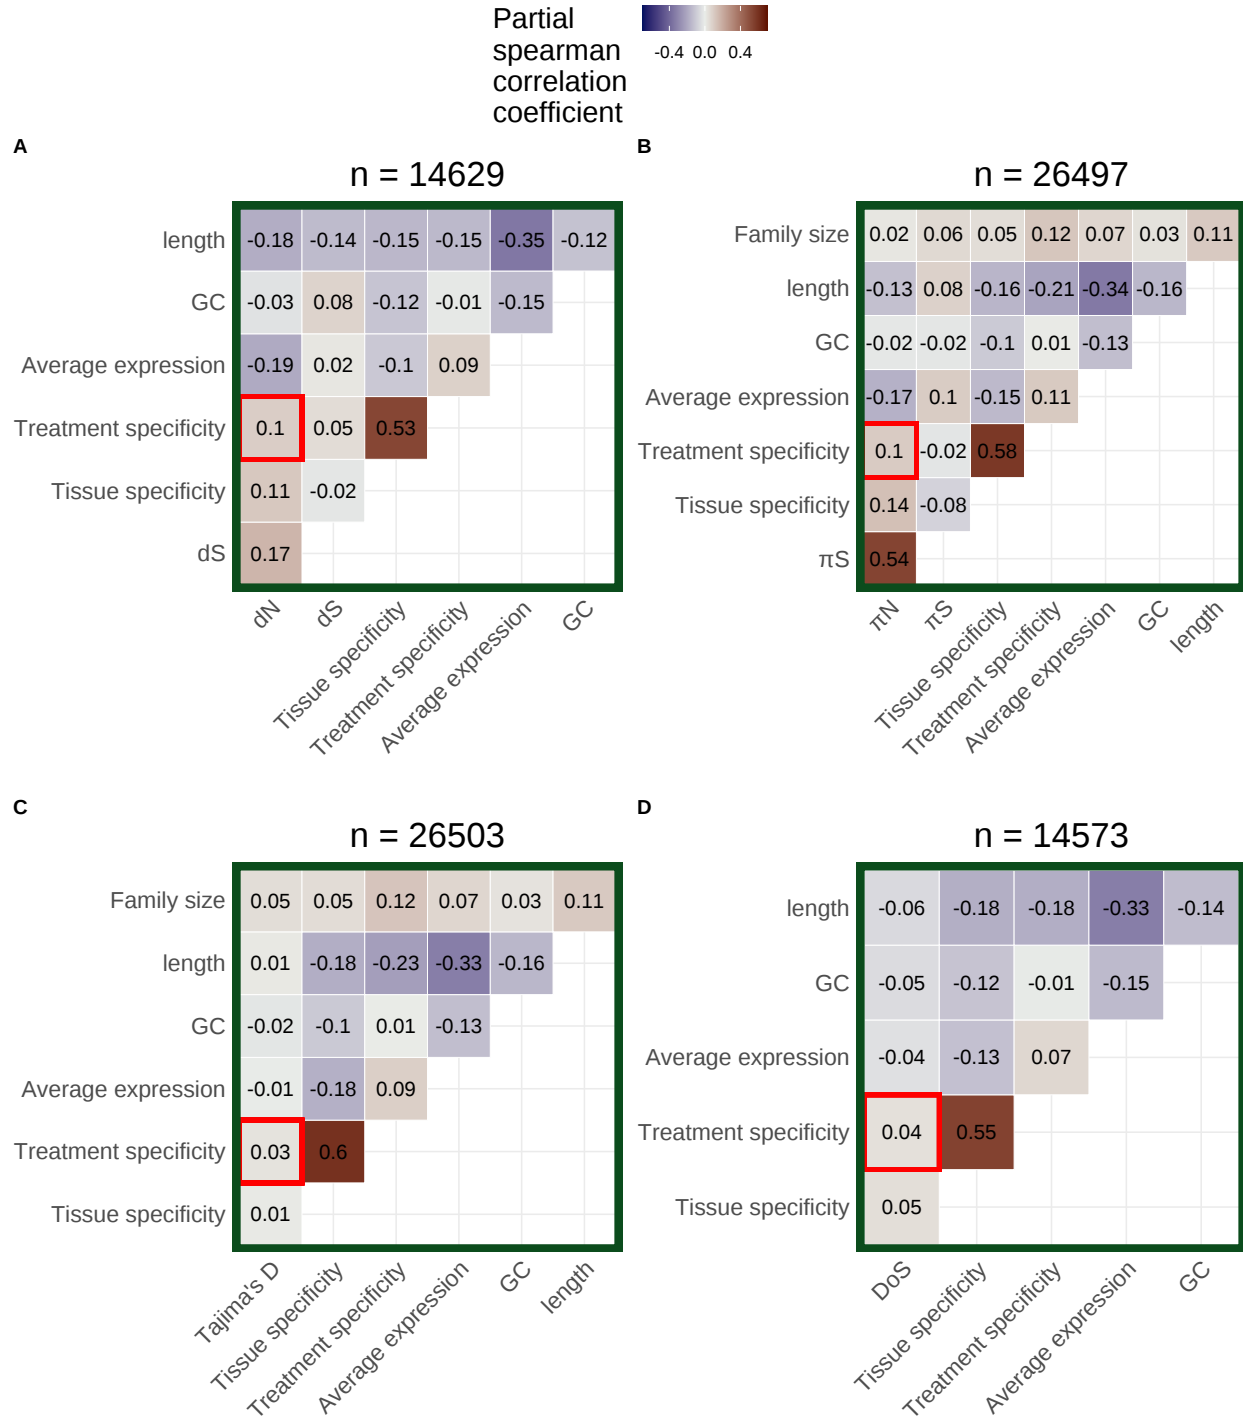 Partial
spearman
correlation
coefficient
-0.4 0.0 0.4
A
n = 14629
length -0.18 -0.14 -0.15 -0.15 -0.35 -0.12
GC -0.03 0.08 -0.12 -0.01 -0.15
Average expression -0.19 0.02 -0.1 0.09
Treatment specificity 0.1 0.05 0.53
Tissue specificity 0.11 -0.02
dS 0.17
dN dS Tissue specificity Treatment specificity Average expression GC
B
n = 26497
Family size 0.02 0.06 0.05 0.12 0.07 0.03 0.11
length -0.13 0.08 -0.16 -0.21 -0.34 -0.16
GC -0.02 -0.02 -0.1 0.01 -0.13
Average expression -0.17 0.1 -0.15 0.11
Treatment specificity 0.1 -0.02 0.58
Tissue specificity 0.14 -0.08
πS 0.54
πN πS Tissue specificity Treatment specificity Average expression GC length
C
n = 26503
Family size 0.05 0.05 0.12 0.07 0.03 0.11
length 0.01 -0.18 -0.23 -0.33 -0.16
GC -0.02 -0.1 0.01 -0.13
Average expression -0.01 -0.18 0.09
Treatment specificity 0.03 0.6
Tissue specificity 0.01
Tajima's D Tissue specificity Treatment specificity Average expression GC length
D
n = 14573
length -0.06 -0.18 -0.18 -0.33 -0.14
GC -0.05 -0.12 -0.01 -0.15
Average expression -0.04 -0.13 0.07
Treatment specificity 0.04 0.55
Tissue specificity 0.05
DoS Tissue specificity Treatment specificity Average expression GC